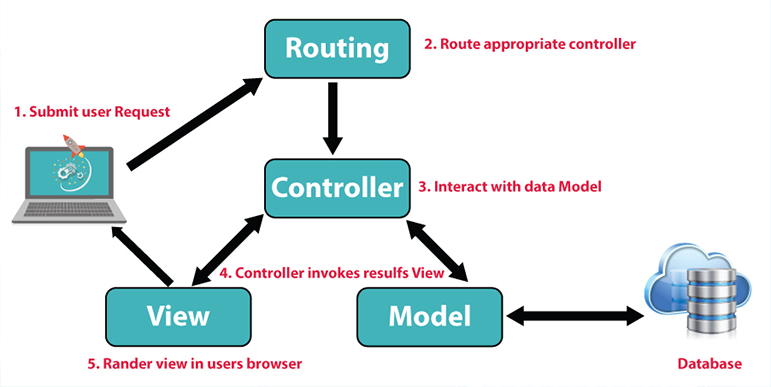 Routing
2. Route appropriate controller
1. Submit user Request
Controller
3. Interact with data Model
4. Controller invokes resulfs View
View
Model
5. Rander view in users browser
Database